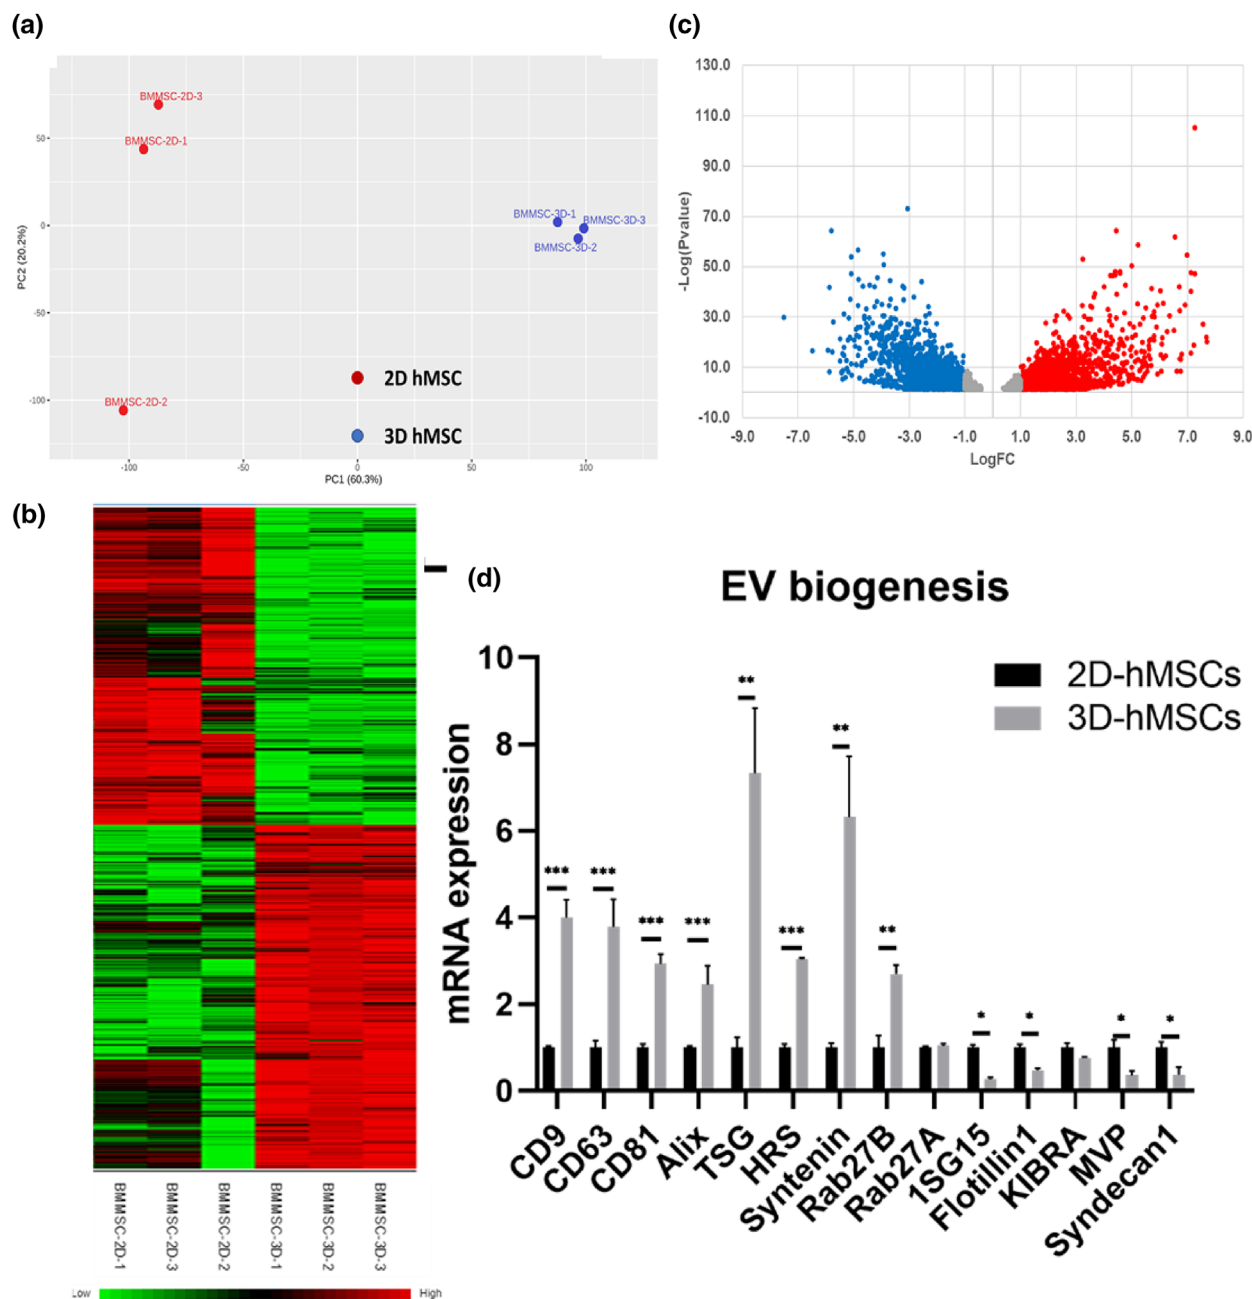 (a)
BMMSC-2D-3
BMMSC-2D-1
BMMSC-3D-1
BMMSC-3D-3
BMMSC-3D-2
BMMSC-2D-2
2D hMSC
3D hMSC
50
0
-50
-100
PC2 (20.2%)
-100
-50
0
50
100
PC1 (60.3%)
(c)
130.0
110.0
90.0
70.0
50.0
30.0
10.0
-10.0
-Log(Pvalue)
-9.0
-7.0
-5.0
-3.0
-1.0
1.0
3.0
5.0
7.0
9.0
LogFC
(b)
BMMSC-2D-1
BMMSC-2D-3
BMMSC-2D-2
BMMSC-3D-1
BMMSC-3D-2
BMMSC-3D-3
Low
High
(d)
EV biogenesis
2D-hMSCs
3D-hMSCs
mRNA expression
10
8
6
4
2
0
***
***
***
***
**
***
**
**
*
*
*
*
CD9
CD63
CD81
Alix
TSG
HRS
Syntenin
Rab27B
Rab27A
1SG15
Flotillin1
KIBRA
MVP
Syndecan1